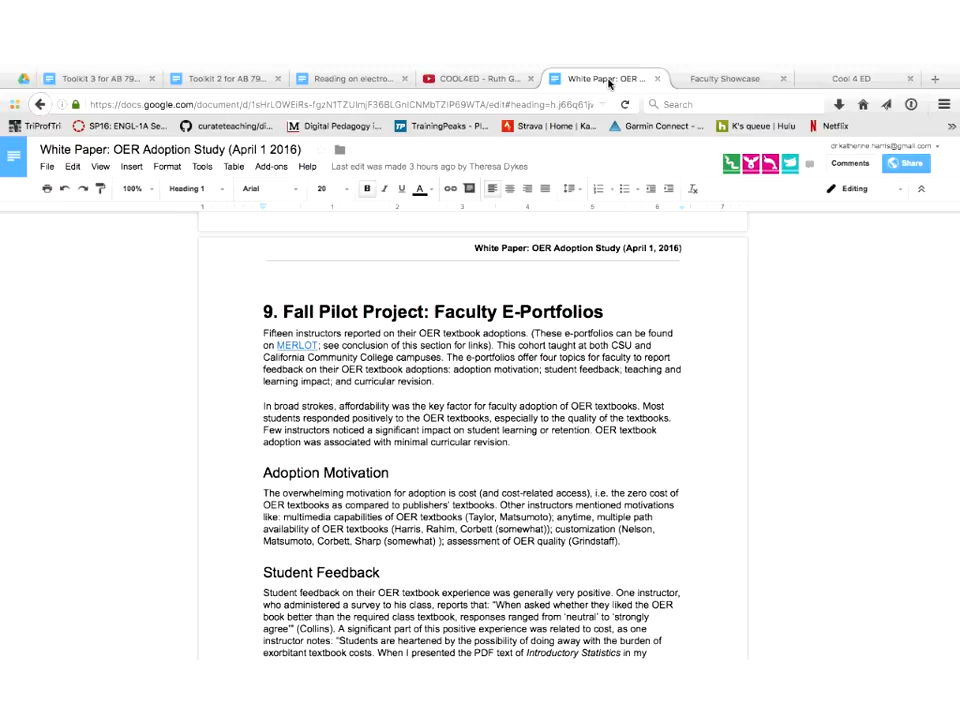 Toolkit 3 for AB 79... × Toolkit 2 for AB 79... × Reading on electro... × COOL4ED - Ruth G... × White Paper: OER ... × Faculty Showcase × Cool 4 ED × +
Search
TriProfTri SP16: ENGL-1A Se... curateteaching/di... Digital Pedagogy i... TrainingPeaks - Pl... Strava | Home | Ka... Garmin Connect - ... K's queue | Hulu Netflix »
White Paper: OER Adoption Study (April 1 2016)
dr.katherine.harris@gmail.com
File Edit View Insert Format Tools Table Add-ons Help Last edit was made 3 hours ago by Theresa Dykes
Comments Share
100% Heading 1 Arial 20 B I U A Editing
1 1 2 3 4 5 6 7
White Paper: OER Adoption Study (April 1, 2016)
9. Fall Pilot Project: Faculty E-Portfolios
Fifteen instructors reported on their OER textbook adoptions. (These e-portfolios can be found
on MERLOT; see conclusion of this section for links). This cohort taught at both CSU and
California Community College campuses. The e-portfolios offer four topics for faculty to report
feedback on their OER textbook adoptions: adoption motivation; student feedback; teaching and
learning impact; and curricular revision.
In broad strokes, affordability was the key factor for faculty adoption of OER textbooks. Most
students responded positively to the OER textbooks, especially to the quality of the textbooks.
Few instructors noticed a significant impact on student learning or retention. OER textbook
adoption was associated with minimal curricular revision.
Adoption Motivation
The overwhelming motivation for adoption is cost (and cost-related access), i.e. the zero cost of
OER textbooks as compared to publishers' textbooks. Other instructors mentioned motivations
like: multimedia capabilities of OER textbooks (Taylor, Matsumoto); anytime, multiple path
availability of OER textbooks (Harris, Rahim, Corbett (somewhat)); customization (Nelson,
Matsumoto, Corbett, Sharp (somewhat) ); assessment of OER quality (Grindstaff).
Student Feedback
Student feedback on their OER textbook experience was generally very positive. One instructor,
who administered a survey to his class, reports that: "When asked whether they liked the OER
book better than the required class textbook, responses ranged from 'neutral' to 'strongly
agree'" (Collins). A significant part of this positive experience was related to cost, as one
instructor notes: "Students are heartened by the possibility of doing away with the burden of
exorbitant textbook costs. When I presented the PDF text of Introductory Statistics in my